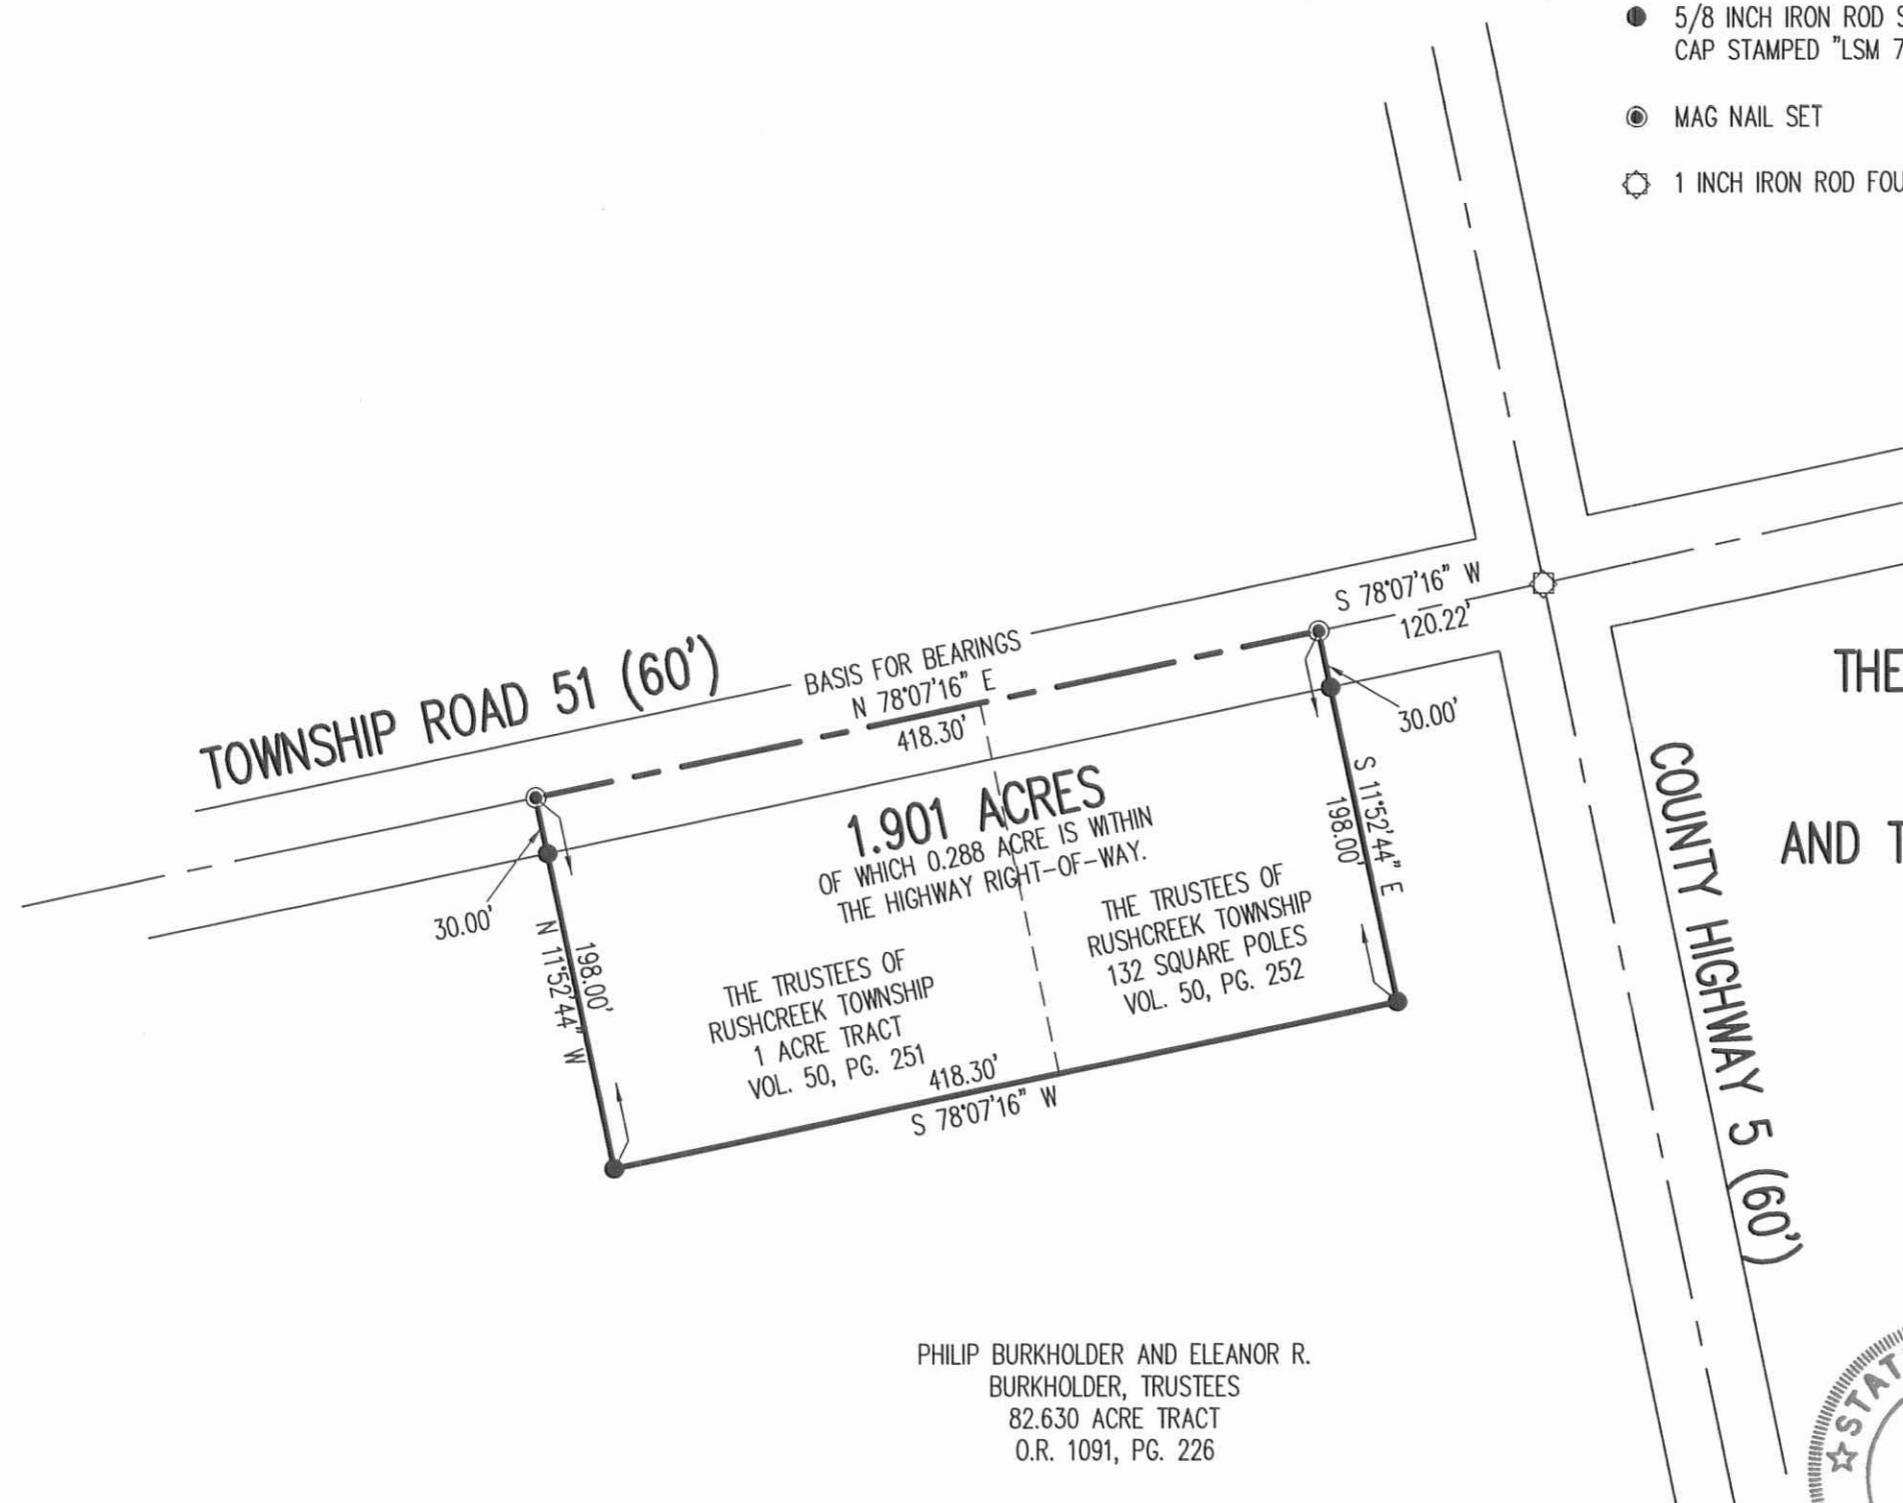 5/8 INCH IRON ROD
CAP STAMPED "LSM 7
MAG NAIL SET
1 INCH IRON ROD FOU
S 78°07'16" W
120.22'
TOWNSHIP ROAD 51 (60')
BASIS FOR BEARINGS
N 78°07'16" E
418.30'
30.00'
30.00'
1.901 ACRES
OF WHICH 0.288 ACRE IS WITHIN
THE HIGHWAY RIGHT-OF-WAY.
S 11°52'44" E
198.00'
N 11°52'44" W
198.00'
THE TRUSTEES OF
RUSHCREEK TOWNSHIP
1 ACRE TRACT
VOL. 50, PG. 251
THE TRUSTEES OF
RUSHCREEK TOWNSHIP
132 SQUARE POLES
VOL. 50, PG. 252
418.30'
S 78°07'16" W
THE
AND T
COUNTY HIGHWAY 5 (60')
PHILIP BURKHOLDER AND ELEANOR R.
BURKHOLDER, TRUSTEES
82.630 ACRE TRACT
O.R. 1091, PG. 226
STAT